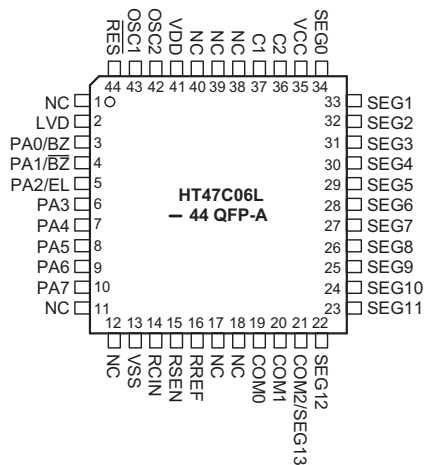 RES
OSC1
OSC2
VDD
NC
NC
NC
C1
C2
VCC
SEG0
44 43 42 41 40 39 38 37 36 35 34
NC 1
LVD 2
PA0/BZ 3
PA1/BZ 4
PA2/EL 5
PA3 6
PA4 7
PA5 8
PA6 9
PA7 10
NC 11
HT47C06L
– 44 QFP-A
33 SEG1
32 SEG2
31 SEG3
30 SEG4
29 SEG5
28 SEG6
27 SEG7
26 SEG8
25 SEG9
24 SEG10
23 SEG11
12 13 14 15 16 17 18 19 20 21 22
NC
VSS
RCIN
RSEN
RREF
NC
NC
COM0
COM1
COM2/SEG13
SEG12